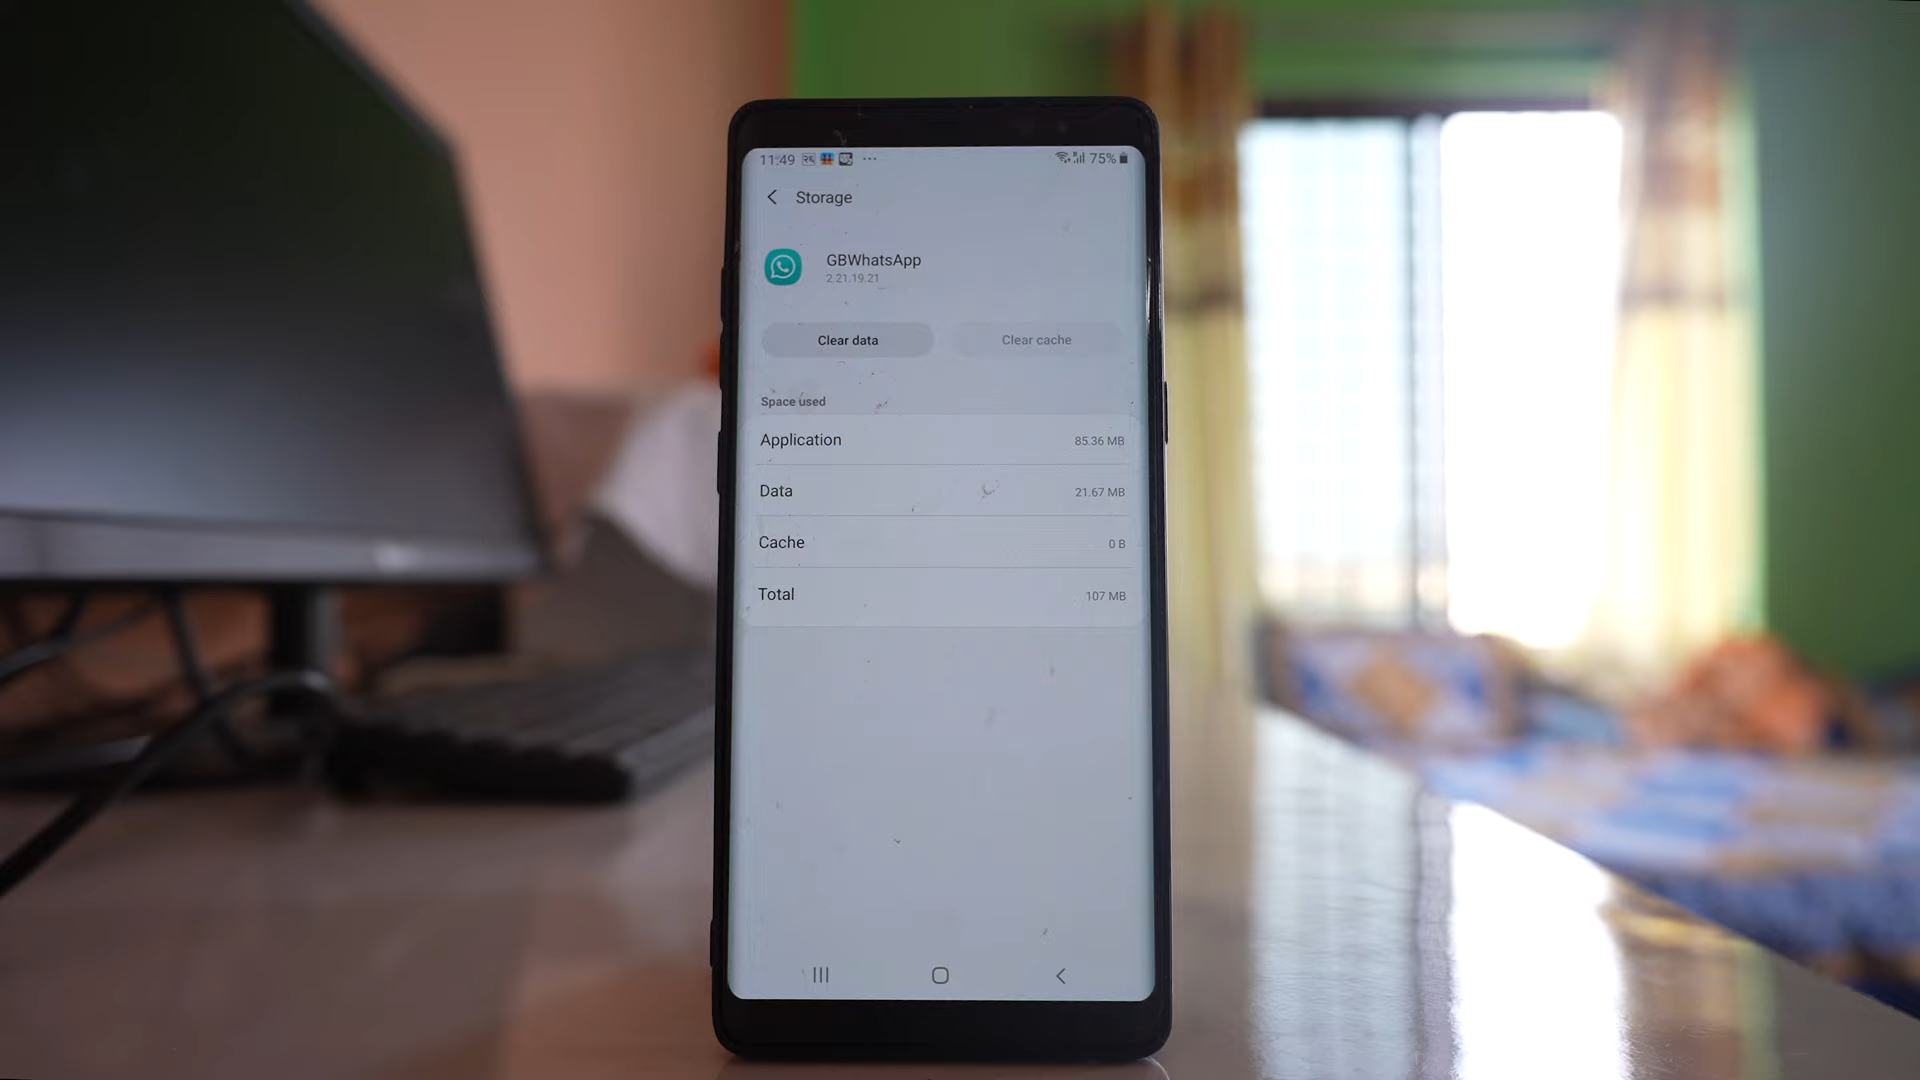 11:49 75%
Storage
GBWhatsApp
2.21.19.21
Clear data Clear cache
Space used
Application 85.36 MB
Data 21.67 MB
Cache 0 B
Total 107 MB